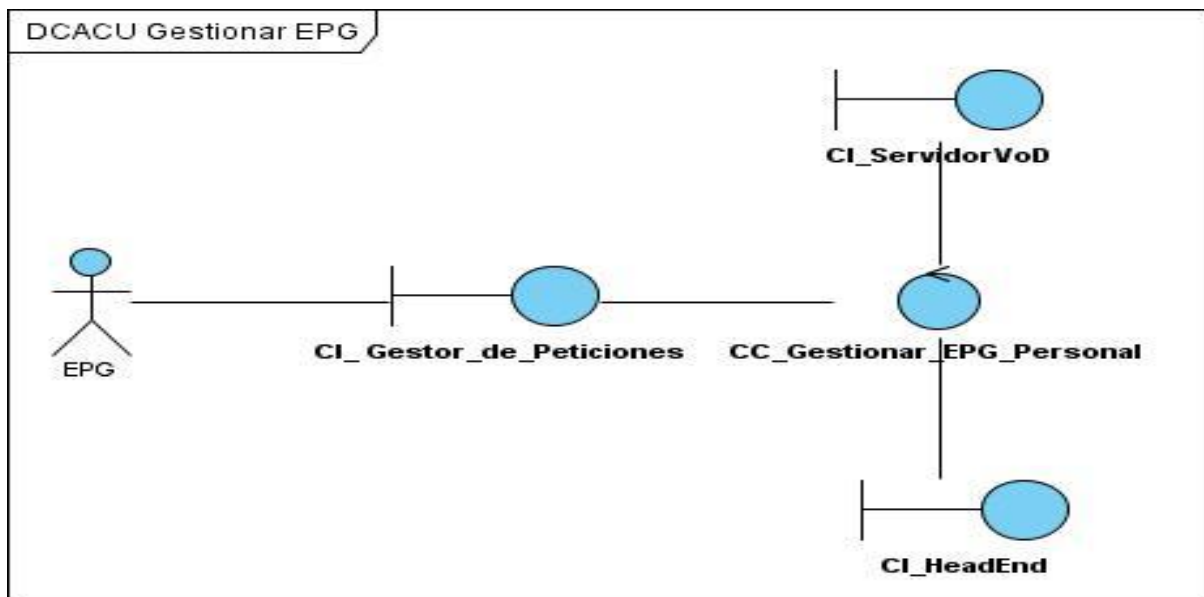 DCACU Gestionar EPG
CI_ServidorVoD
EPG
CI_ Gestor_de_Peticiones
CC_Gestionar_EPG_Personal
CI_HeadEnd